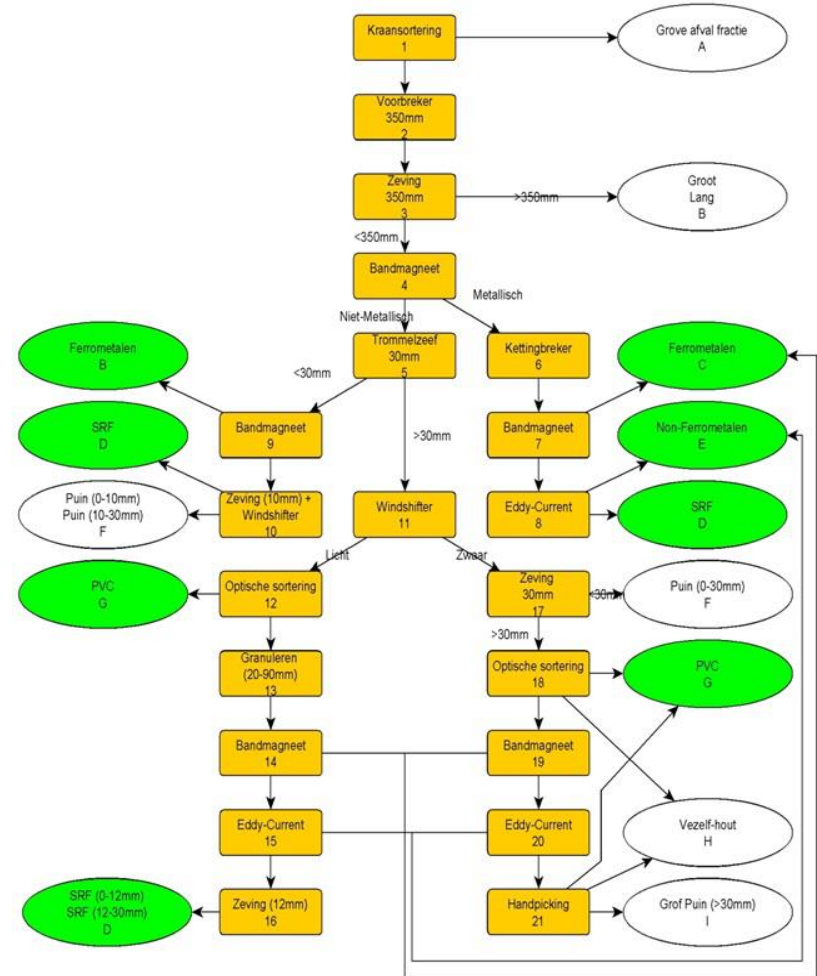 Kraansortering
1
Grove afval fractie
A
Voorbreker
350mm
2
Zeving
350mm
3
>350mm
Groot
Lang
B
<350mm
Bandmagneet
4
Metallisch
Niet-Metallisch
Ferrometalen
B
Trommelzeef
30mm
5
Kettingbreker
6
Ferrometalen
C
<30mm
SRF
D
Bandmagneet
9
>30mm
Bandmagneet
7
Non-Ferrometalen
E
Puin (0-10mm)
Puin (10-30mm)
F
Zeving (10mm) +
Windshifter
10
Windshifter
11
Eddy-Current
8
SRF
D
Licht
Zwaar
PVC
G
Optische sortering
12
Zeving
30mm
17
<30mm
Puin (0-30mm)
F
>30mm
Granuleren
(20-90mm)
13
Optische sortering
18
PVC
G
Bandmagneet
14
Bandmagneet
19
Eddy-Current
15
Eddy-Current
20
Vezelf-hout
H
SRF (0-12mm)
SRF (12-30mm)
D
Zeving (12mm)
16
Handpicking
21
Grof Puin (>30mm)
I